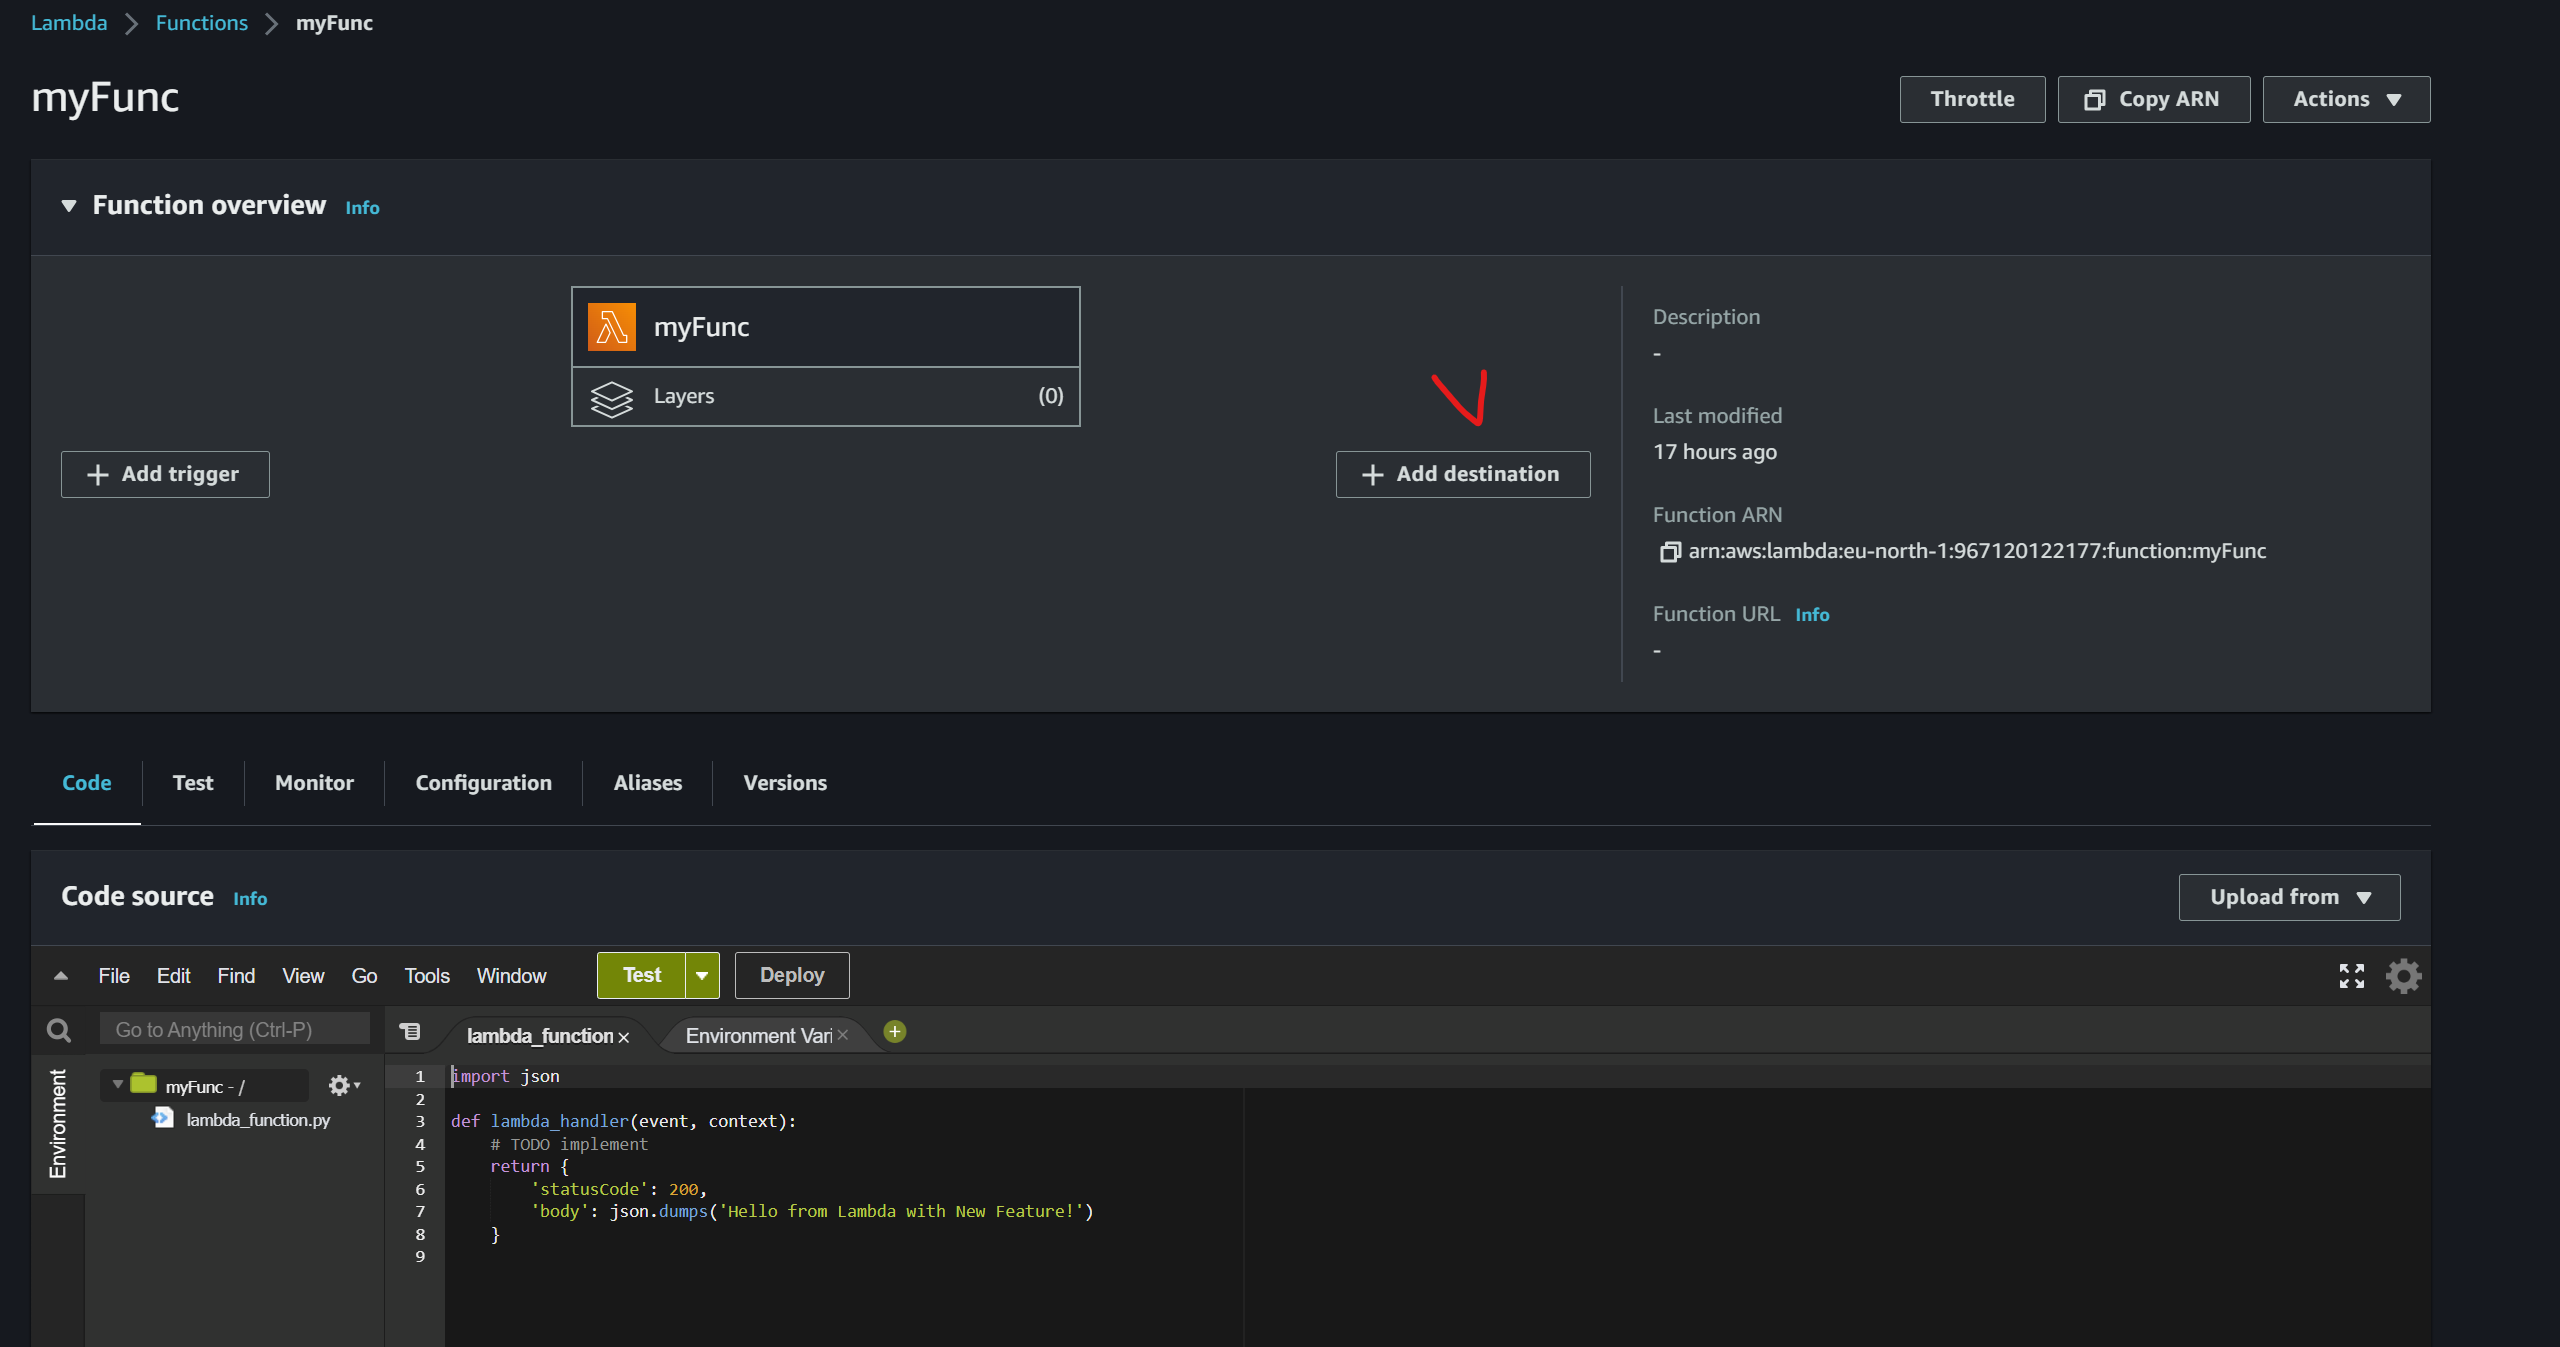 Lambda > Functions > myFunc
myFunc
Throttle
Copy ARN
Actions
Function overview Info
myFunc
Layers (0)
Add trigger
Add destination
Description
-
Last modified
17 hours ago
Function ARN
arn:aws:lambda:eu-north-1:967120122177:function:myFunc
Function URL Info
-
Code Test Monitor Configuration Aliases Versions
Code source Info
Upload from
File Edit Find View Go Tools Window Test Deploy
Go to Anything (Ctrl-P)
lambda_function × Environment Vari ×
Environment
myFunc - /
lambda_function.py
1 import json
2
3 def lambda_handler(event, context):
4     # TODO implement
5     return {
6         'statusCode': 200,
7         'body': json.dumps('Hello from Lambda with New Feature!')
8     }
9